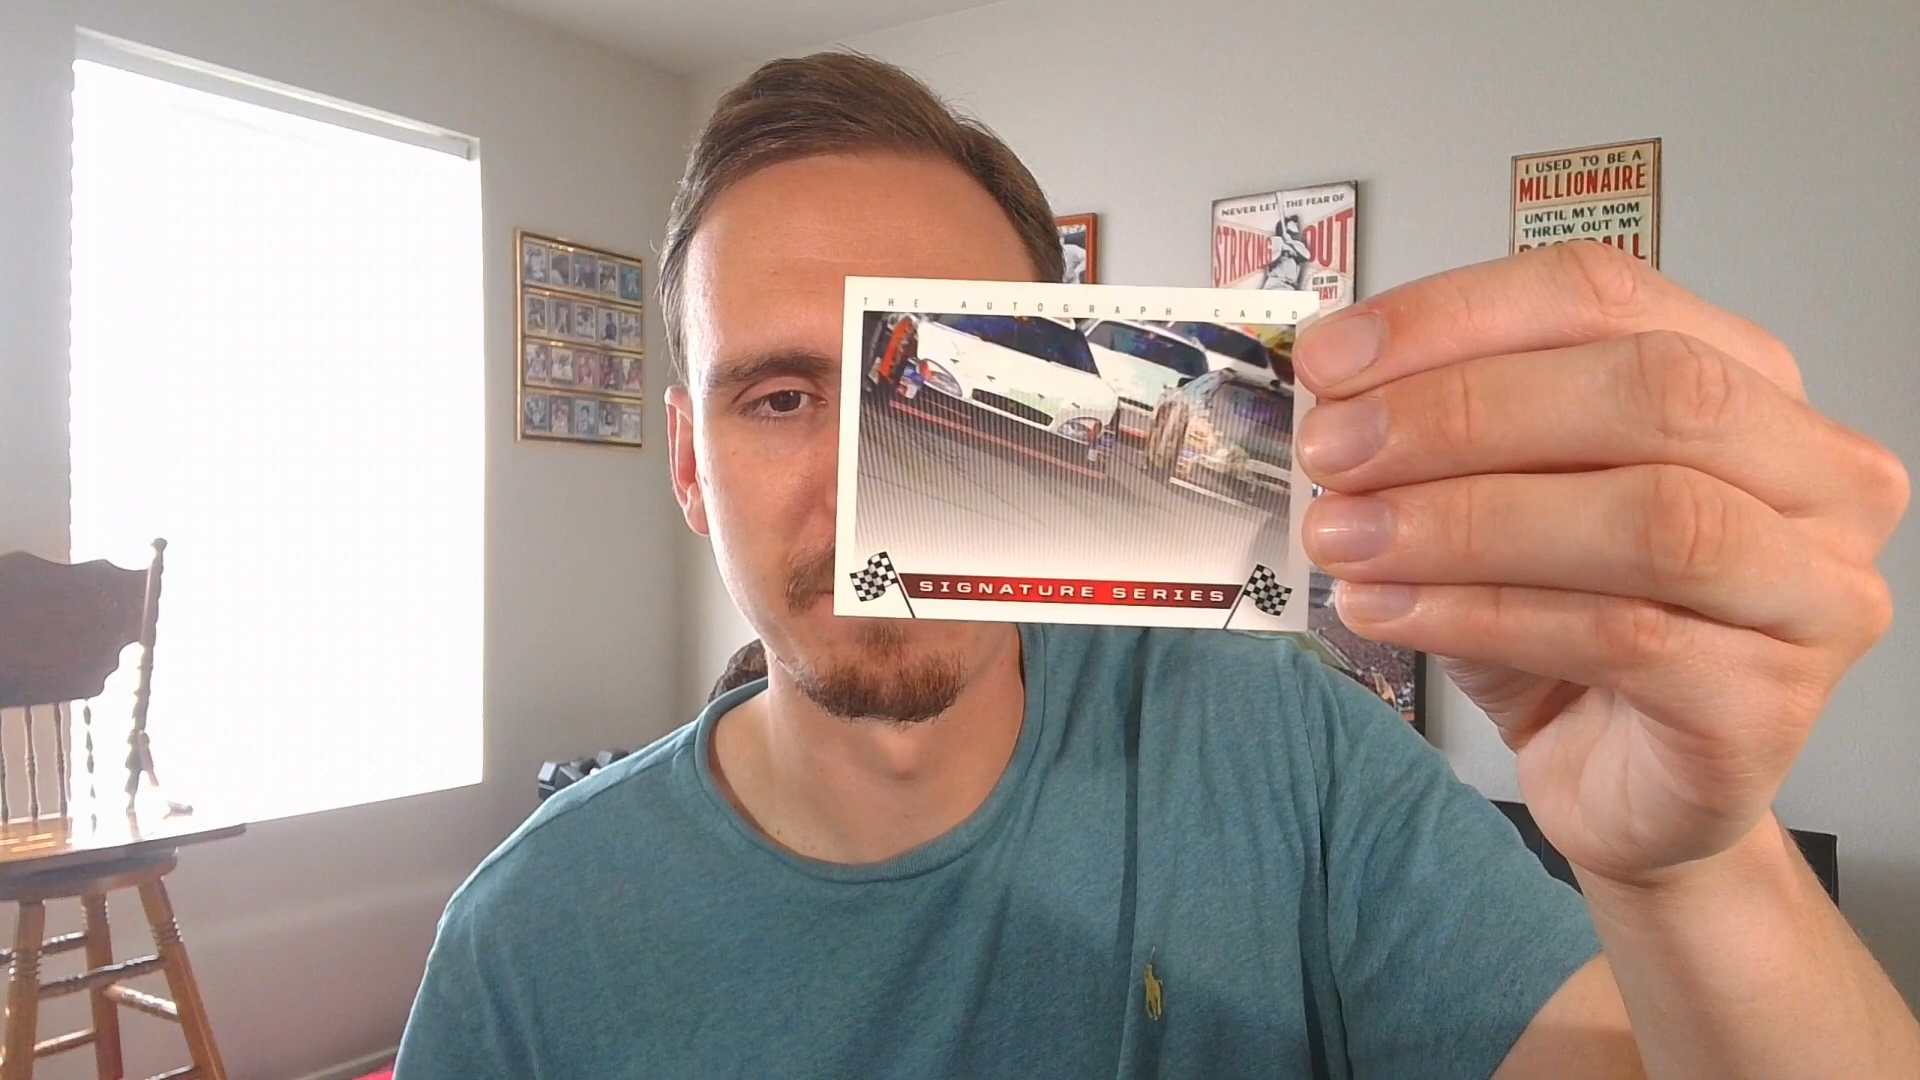 THE AUTOGRAPH CARD
SIGNATURE SERIES
NEVER LET THE FEAR OF
STRIKING OUT
I USED TO BE A
MILLIONAIRE
UNTIL MY MOM
THREW OUT MY
BASEBALL